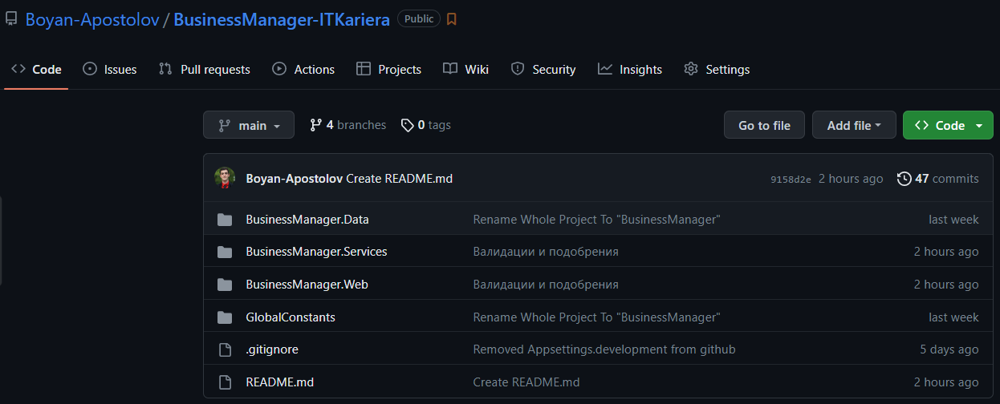 Boyan-Apostolov / BusinessManager-ITKariera Public
Code Issues Pull requests Actions Projects Wiki Security Insights Settings
main 4 branches 0 tags Go to file Add file Code
Boyan-Apostolov Create README.md 9158d2e 2 hours ago 47 commits
BusinessManager.Data Rename Whole Project To "BusinessManager" last week
BusinessManager.Services Валидации и подобрения 2 hours ago
BusinessManager.Web Валидации и подобрения 2 hours ago
GlobalConstants Rename Whole Project To "BusinessManager" last week
.gitignore Removed Appsettings.development from github 5 days ago
README.md Create README.md 2 hours ago